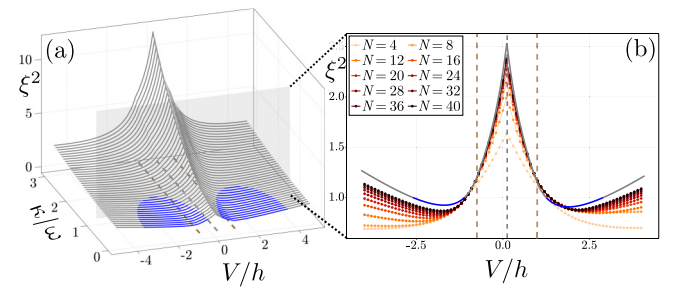 (a)
10
5
0
ξ²
3
2
1
0
κ/ω
-4
-2
0
2
4
V/h
(b)
ξ²
2.0
1.5
1.0
N = 4 N = 8
N = 12 N = 16
N = 20 N = 24
N = 28 N = 32
N = 36 N = 40
-2.5 0.0 2.5
V/h